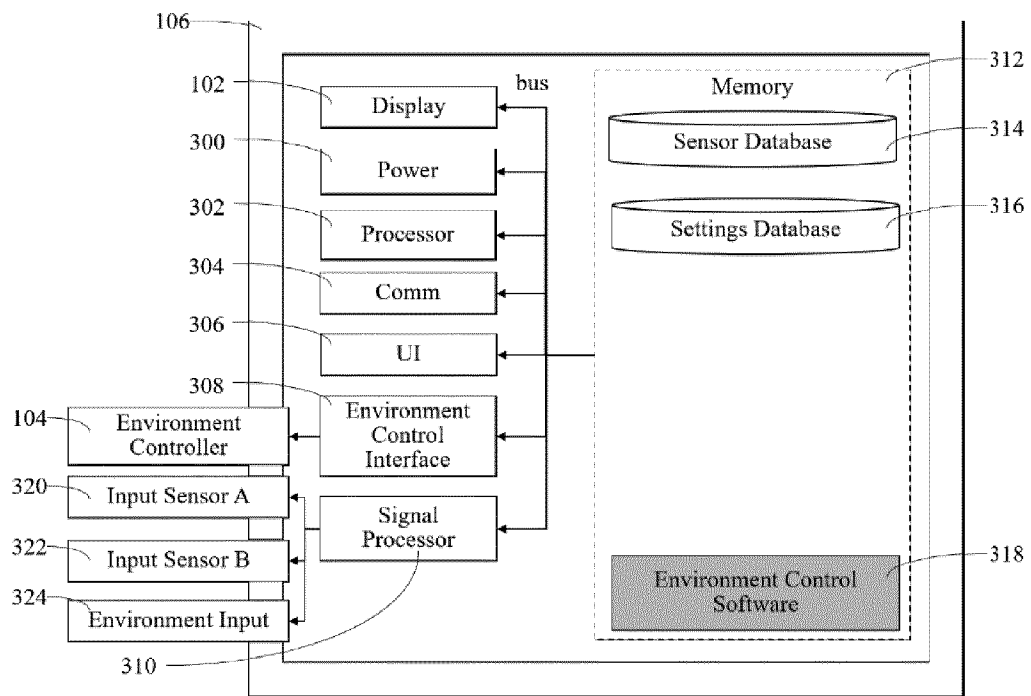 106
312
102
bus
Memory
Display
300
314
Sensor Database
Power
302
316
Processor
Settings Database
304
Comm
306
UI
308
104
Environment
Controller
Environment
Control
Interface
320
Input Sensor A
Signal
Processor
322
Input Sensor B
318
Environment Control
Software
324
Environment Input
310